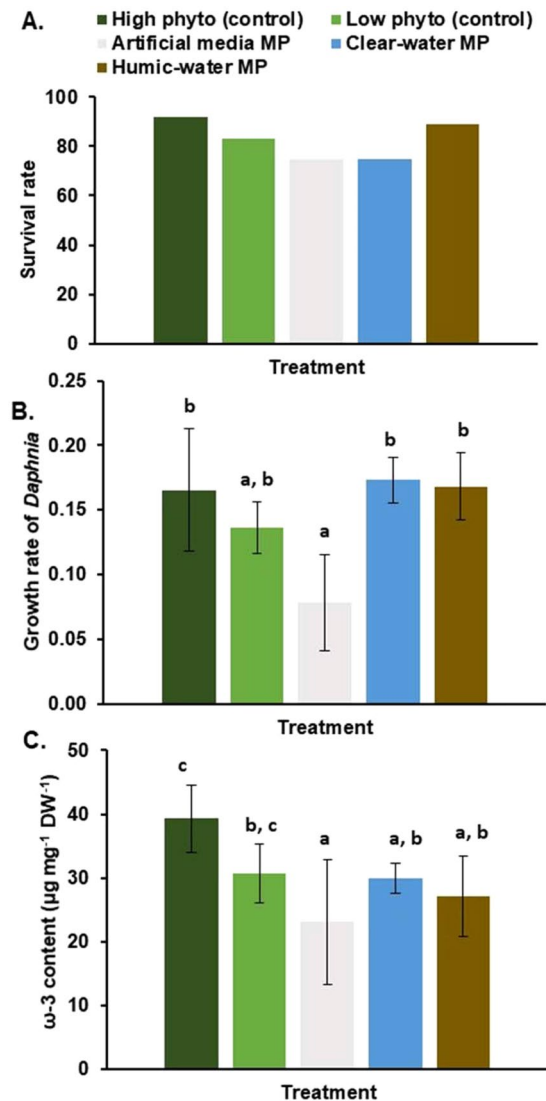 A.
High phyto (control) Low phyto (control)
Artificial media MP Clear-water MP
Humic-water MP
Survival rate
100
80
60
40
20
0
Treatment
B.
Growth rate of Daphnia
0.25
0.20
0.15
0.10
0.05
0.00
b
a, b
a
b
b
Treatment
C.
ω-3 content (µg mg⁻¹ DW⁻¹)
50
40
30
20
10
0
c
b, c
a
a, b
a, b
Treatment